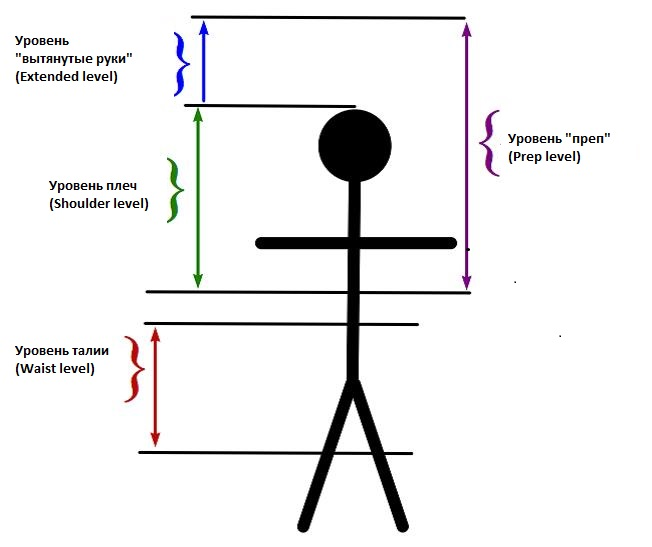 Уровень
"вытянутые руки"
(Extended level)
Уровень "преп"
(Prep level)
Уровень плеч
(Shoulder level)
Уровень талии
(Waist level)